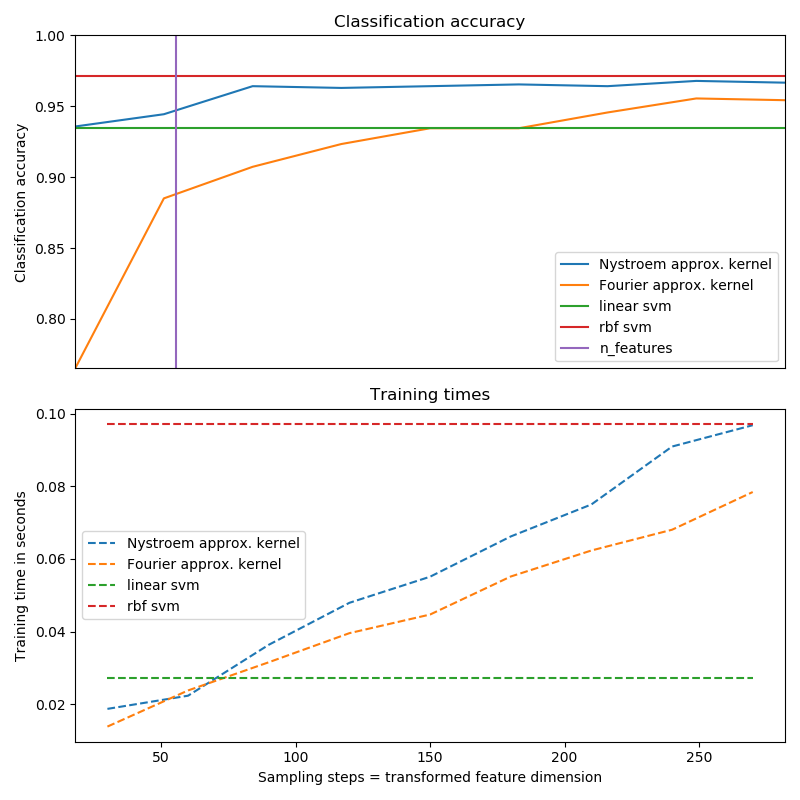 Classification accuracy
1.00
0.95
0.90
0.85
0.80
Classification accuracy
Nystroem approx. kernel
Fourier approx. kernel
linear svm
rbf svm
n_features
Training times
0.10
0.08
0.06
0.04
0.02
Training time in seconds
Nystroem approx. kernel
Fourier approx. kernel
linear svm
rbf svm
50 100 150 200 250
Sampling steps = transformed feature dimension